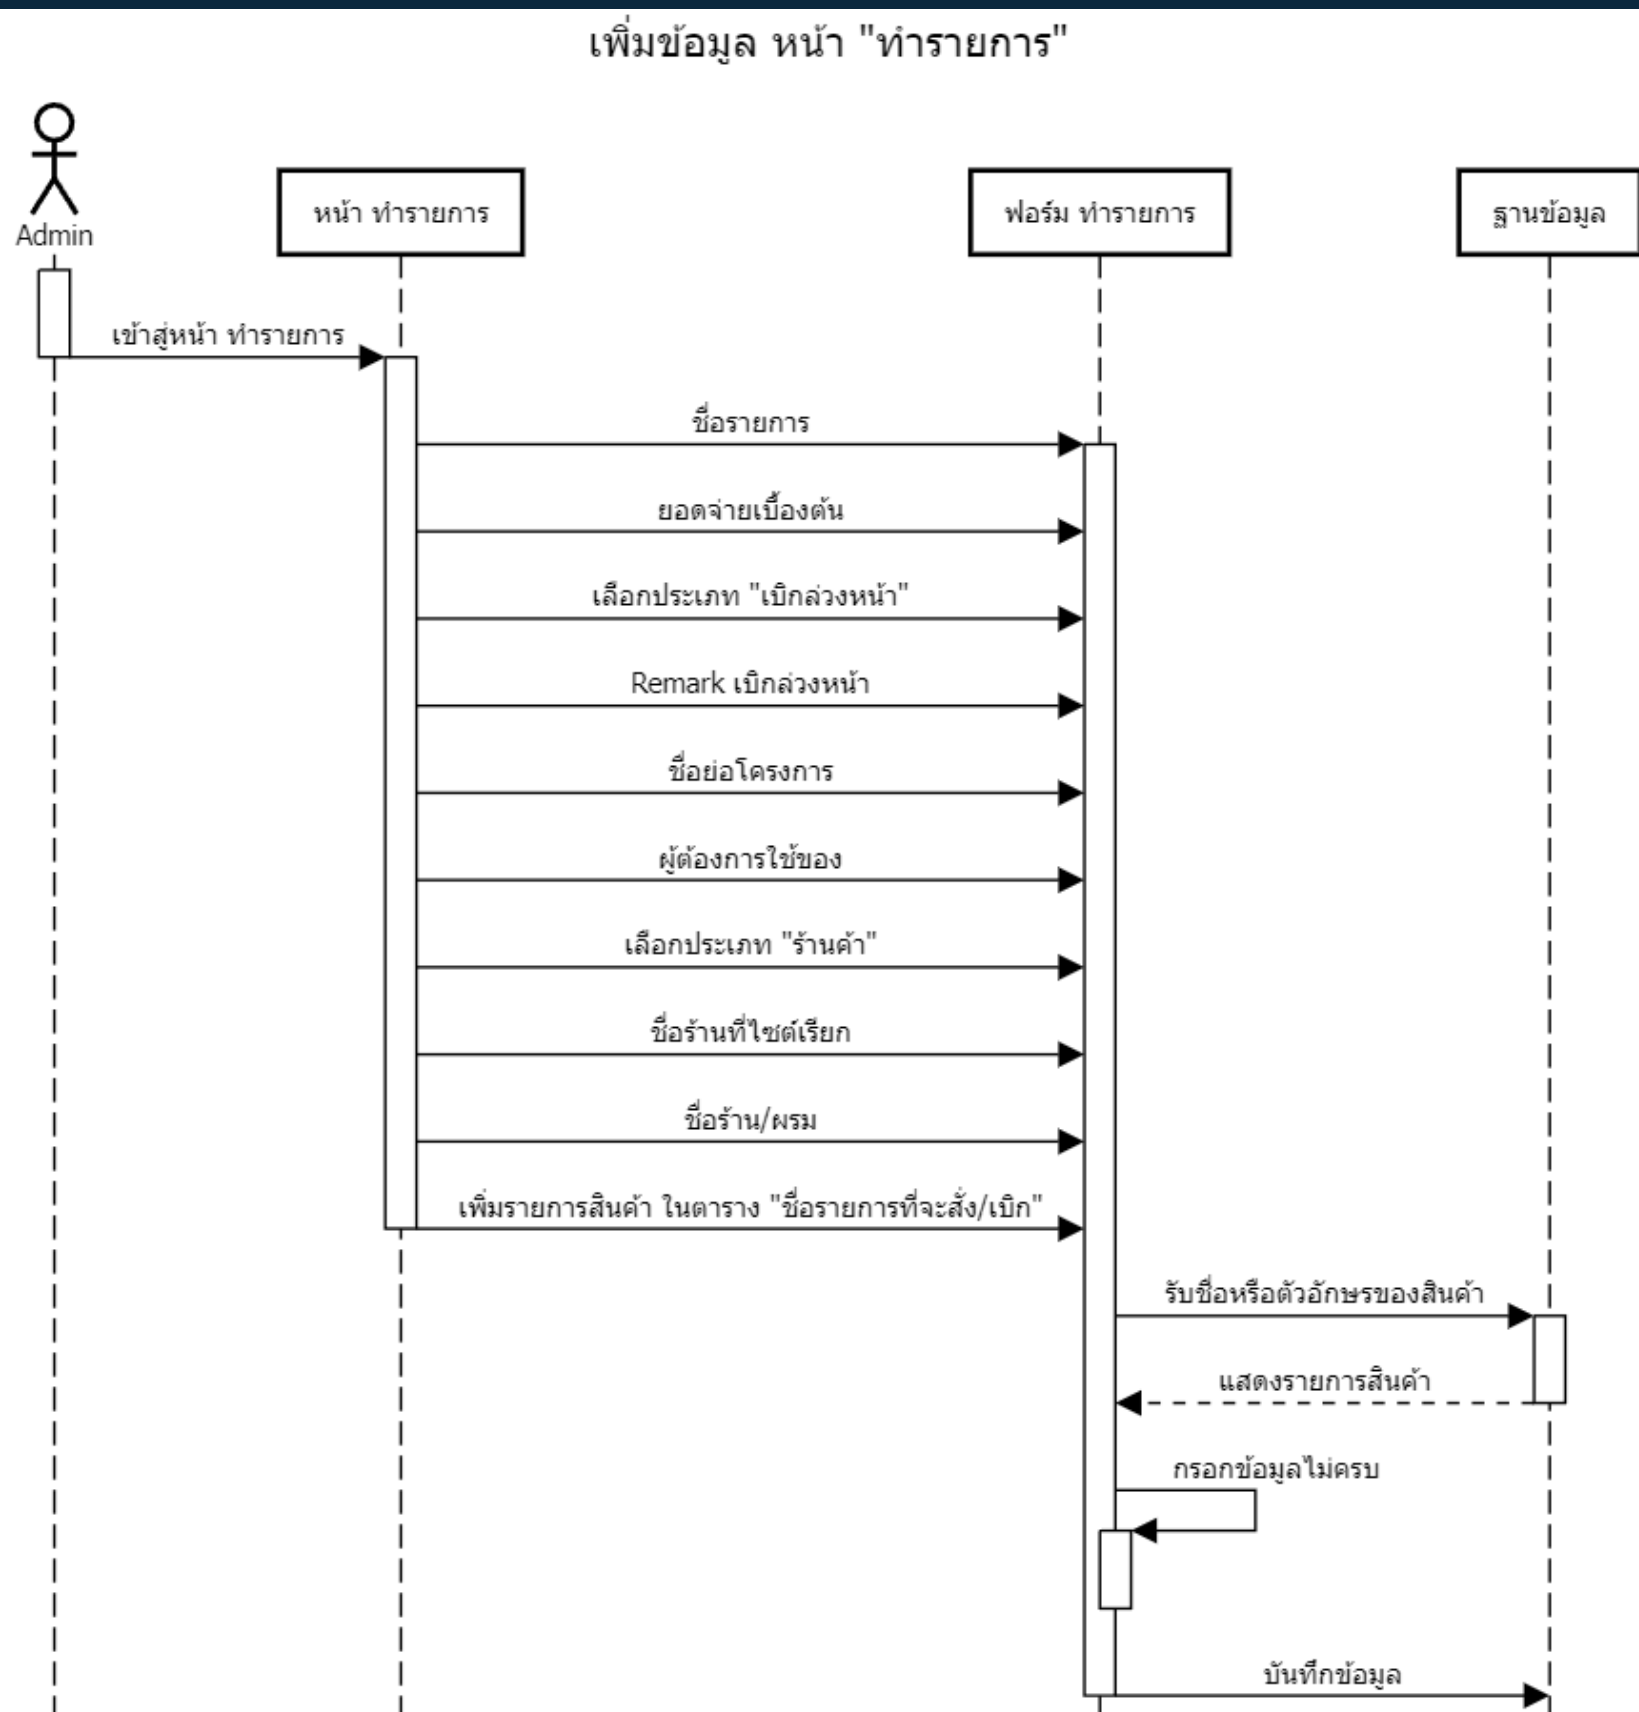 เพิ่มข้อมูล หน้า "ทำรายการ"
Admin
หน้า ทำรายการ
ฟอร์ม ทำรายการ
ฐานข้อมูล
เข้าสู่หน้า ทำรายการ
ชื่อรายการ
ยอดจ่ายเบื้องต้น
เลือกประเภท "เบิกล่วงหน้า"
Remark เบิกล่วงหน้า
ชื่อย่อโครงการ
ผู้ต้องการใช้ของ
เลือกประเภท "ร้านค้า"
ชื่อร้านที่ไซต์เรียก
ชื่อร้าน/ผรม
เพิ่มรายการสินค้า ในตาราง "ชื่อรายการที่จะสั่ง/เบิก"
รับชื่อหรือตัวอักษรของสินค้า
แสดงรายการสินค้า
กรอกข้อมูลไม่ครบ
บันทึกข้อมูล